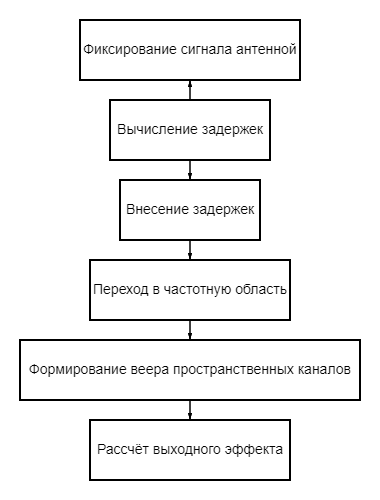 Фиксирование сигнала антенной
Вычисление задержек
Внесение задержек
Переход в частотную область
Формирование веера пространственных каналов
Рассчёт выходного эффекта